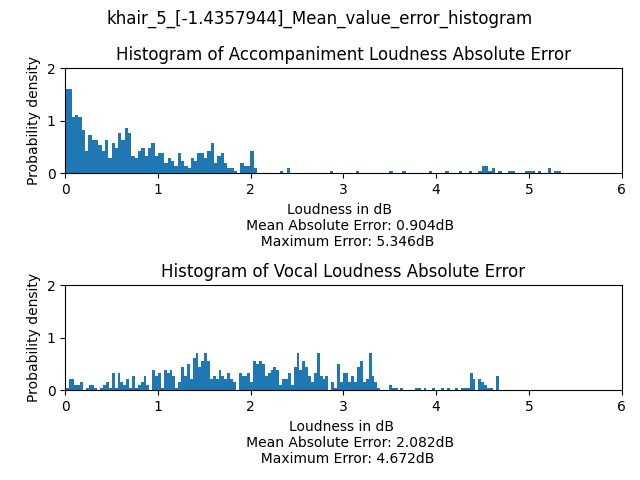 khair_5_[-1.4357944]_Mean_value_error_histogram
Histogram of Accompaniment Loudness Absolute Error
Probability density
2
1
0
0 1 2 3 4 5 6
Loudness in dB
Mean Absolute Error: 0.904dB
Maximum Error: 5.346dB
Histogram of Vocal Loudness Absolute Error
Probability density
2
1
0
0 1 2 3 4 5 6
Loudness in dB
Mean Absolute Error: 2.082dB
Maximum Error: 4.672dB